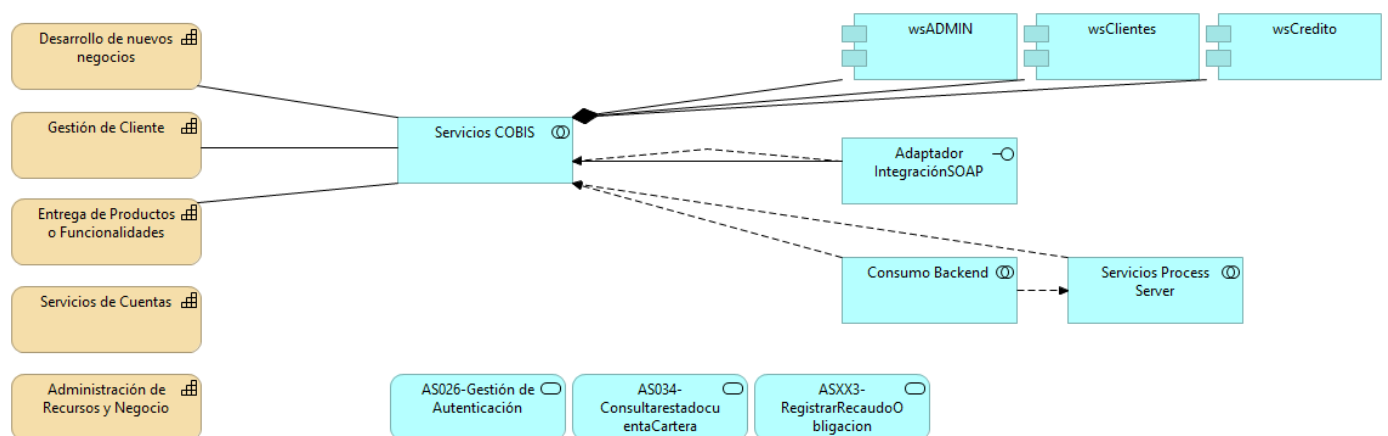 Desarrollo de nuevos
negocios
wsADMIN
wsClientes
wsCredito
Gestión de Cliente
Servicios COBIS
Adaptador
IntegraciónSOAP
Entrega de Productos
o Funcionalidades
Consumo Backend
Servicios Process
Server
Servicios de Cuentas
Administración de
Recursos y Negocio
AS026-Gestión de
Autenticación
AS034-
Consultarestadocu
entaCartera
ASXX3-
RegistrarRecaudoO
bligacion